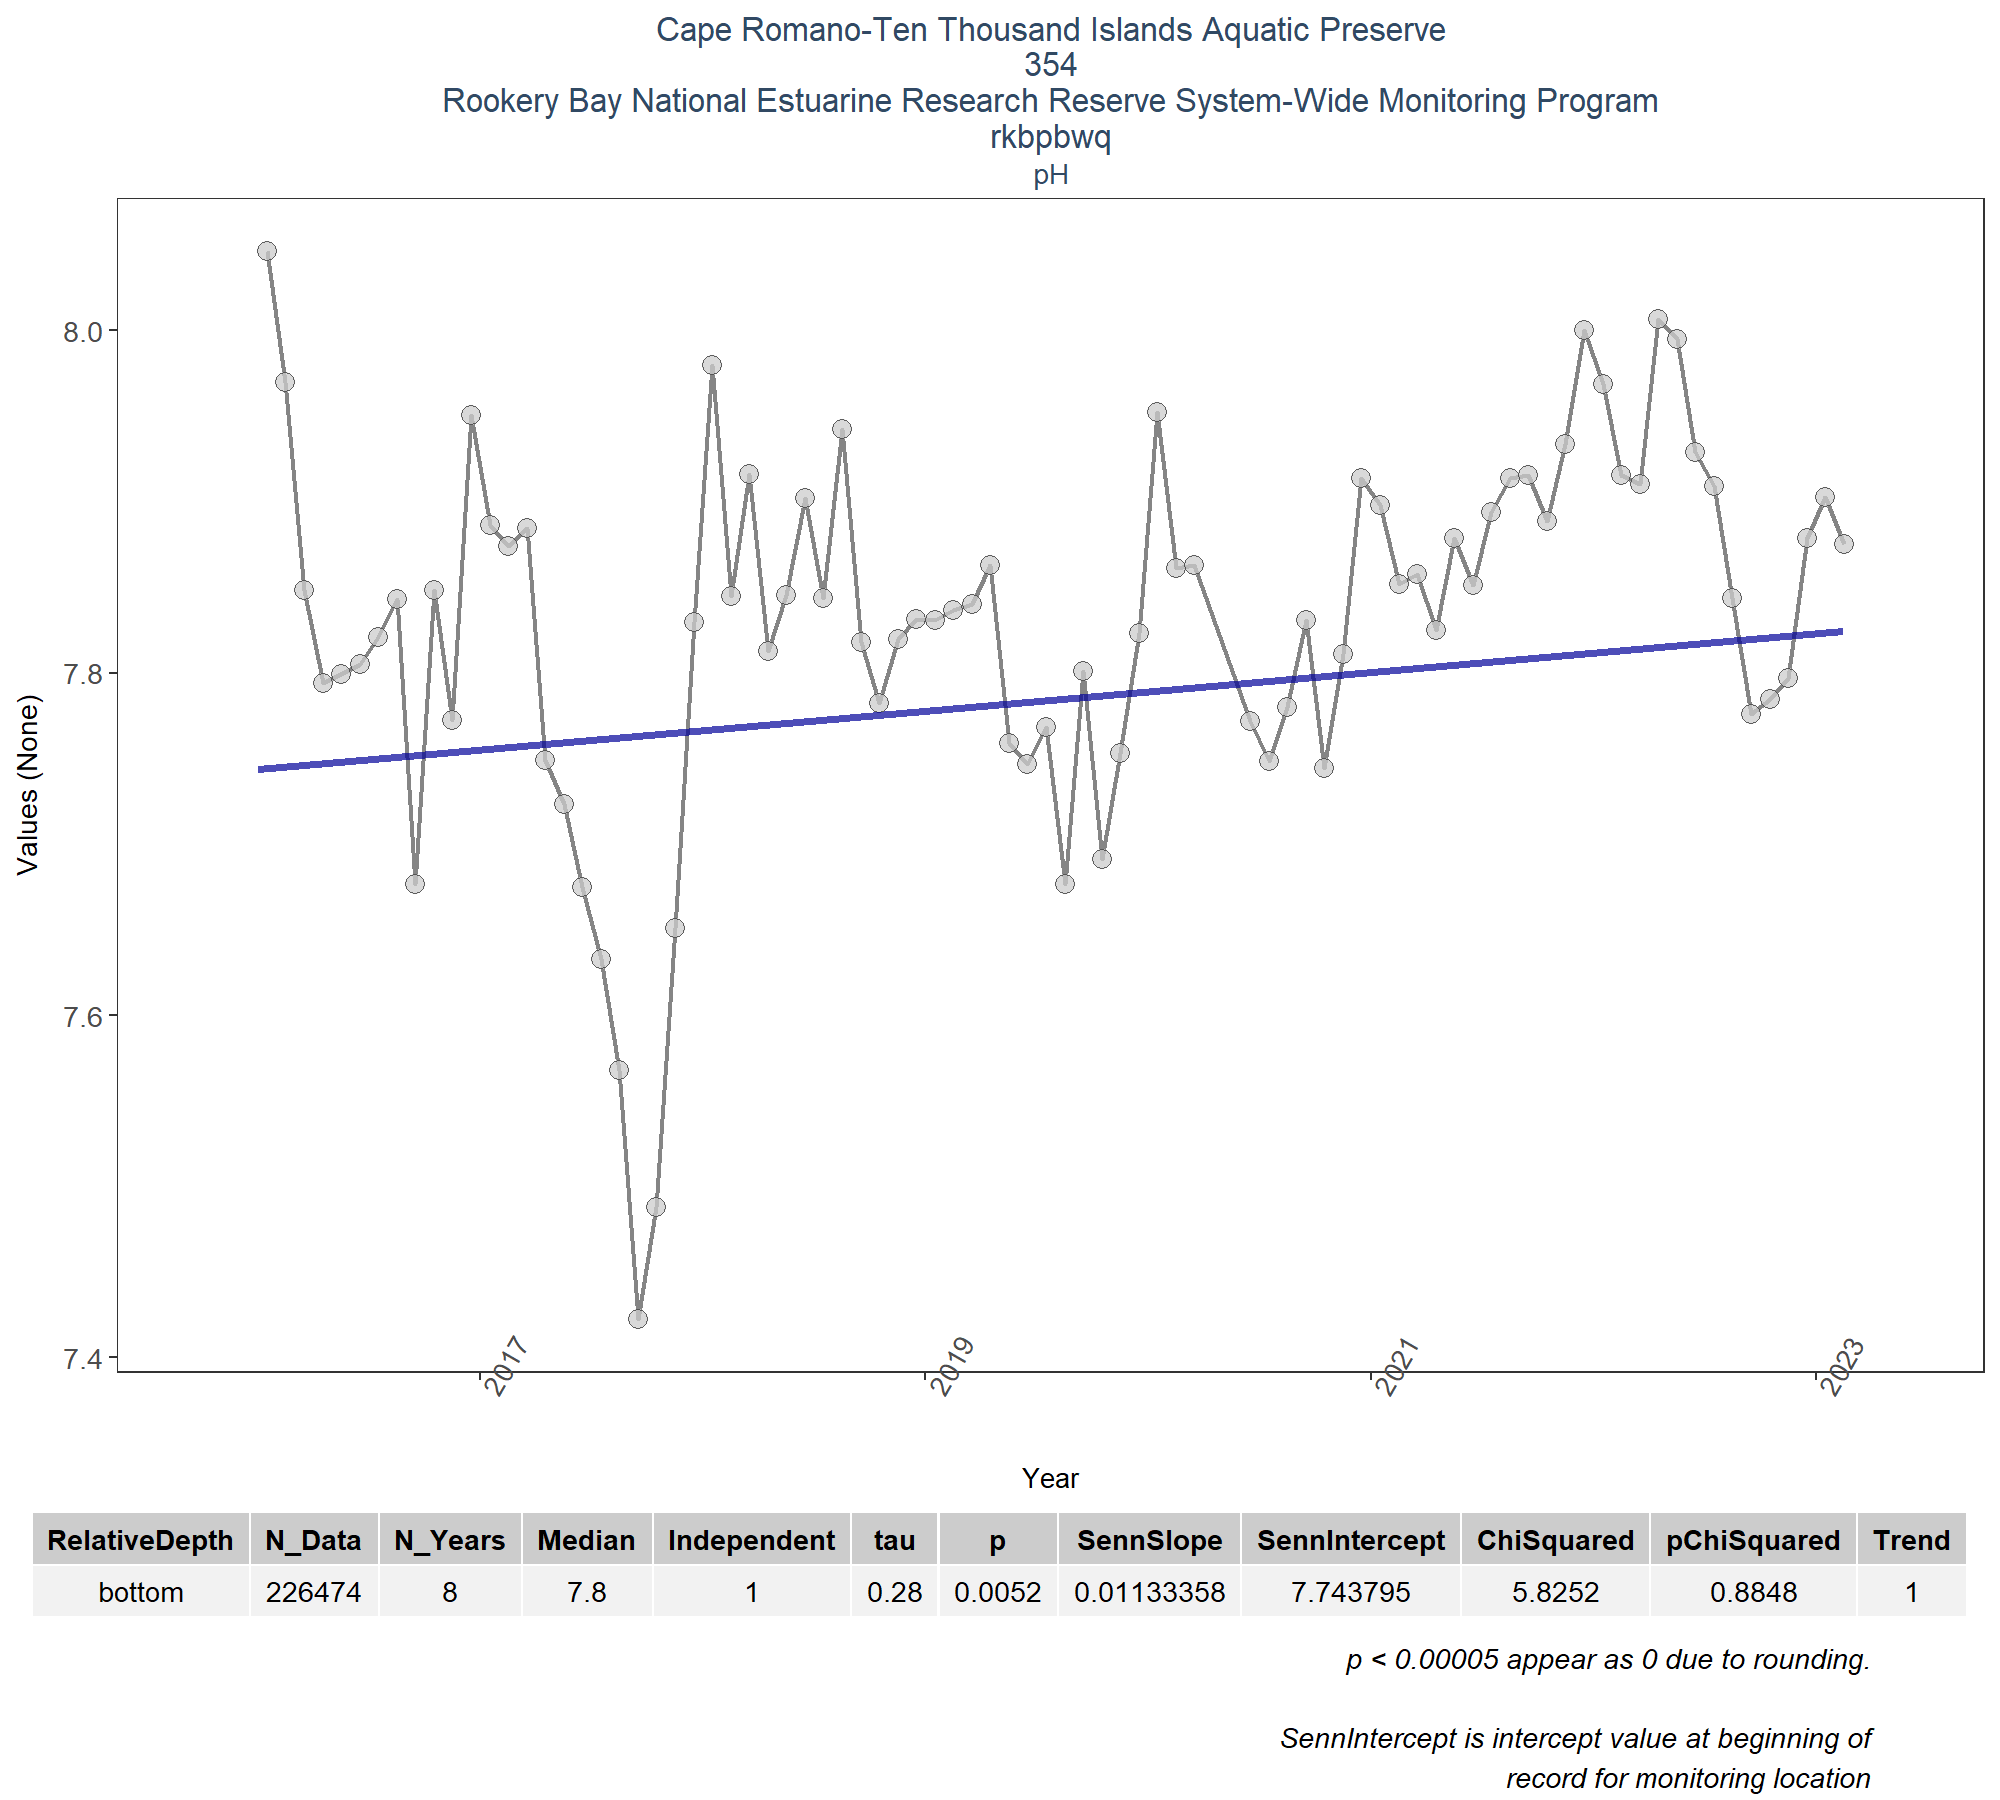 Cape Romano-Ten Thousand Islands Aquatic Preserve
354
Rookery Bay National Estuarine Research Reserve System-Wide Monitoring Program
rkbpbwq
pH
8.0
7.8
7.6
7.4
Values (None)
2017 2019 2021 2023
Year
RelativeDepth N_Data N_Years Median Independent tau p SennSlope SennIntercept ChiSquared pChiSquared Trend
bottom 226474 8 7.8 1 0.28 0.0052 0.01133358 7.743795 5.8252 0.8848 1
p < 0.00005 appear as 0 due to rounding.
SennIntercept is intercept value at beginning of
record for monitoring location